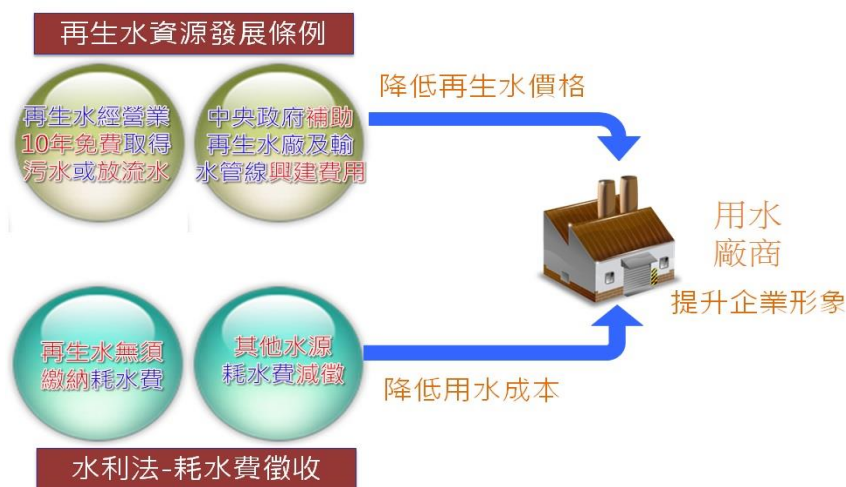 再生水資源發展條例
再生水經營業
10年免費取得
污水或放流水
中央政府補助
再生水廠及輸
水管線興建費用
降低再生水價格
用水
廠商
提升企業形象
再生水無須
繳納耗水費
其他水源
耗水費減徵
降低用水成本
水利法-耗水費徵收